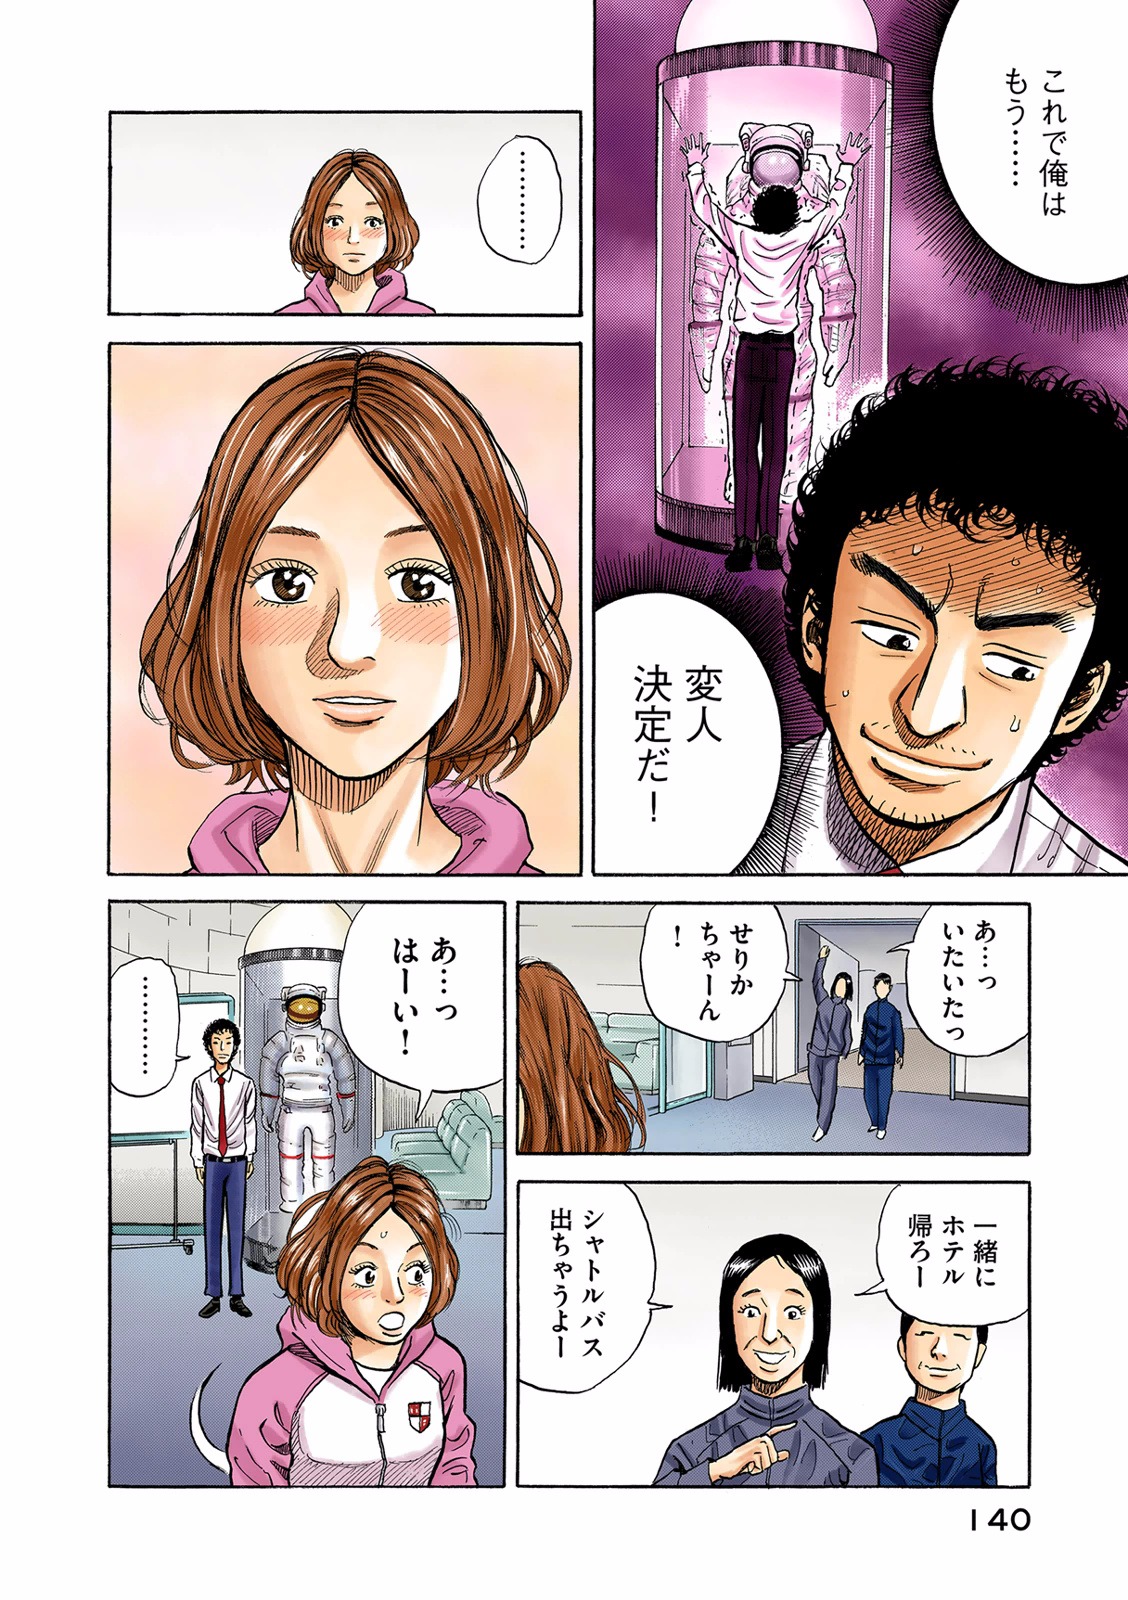 これで俺は
もう……
変人
決定だ！
…………
あ…っ
いたいたっ
せりか
ちゃーん
！
一緒に
ホテル
帰ろー
シャトルバス
出ちゃうよー
あ…っ
はーい！
…………
140